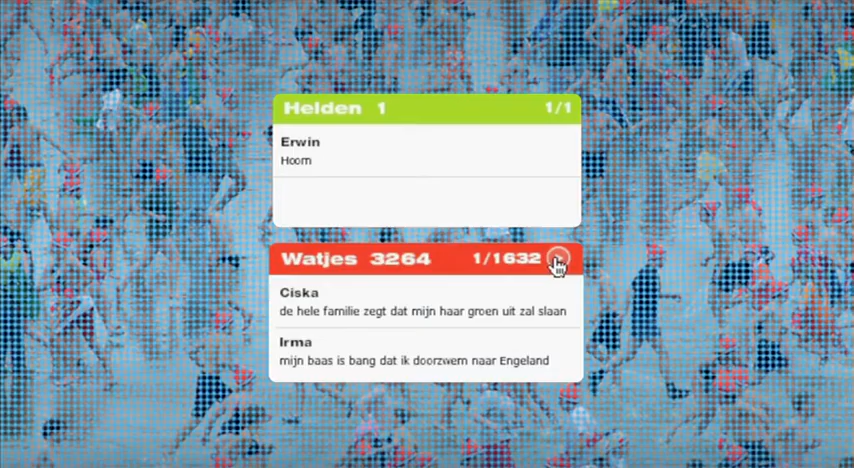 Helden 1 1/1
Erwin
Hoorn
Watjes 3264 1/1632
Ciska
de hele familie zegt dat mijn haar groen uit zal slaan
Irma
mijn baas is bang dat ik doorzwem naar Engeland